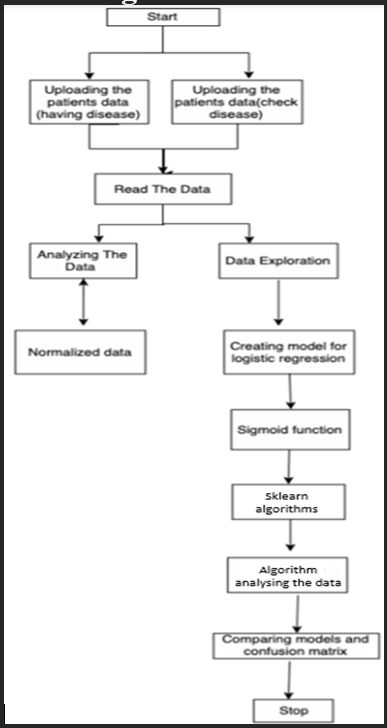 Start
Uploading the
patients data
(having disease)
Uploading the
patients data(check
disease)
Read The Data
Analyzing The
Data
Data Exploration
Normalized data
Creating model for
logistic regression
Sigmoid function
Sklearn
algorithms
Algorithm
analysing the data
Comparing models and
confusion matrix
Stop